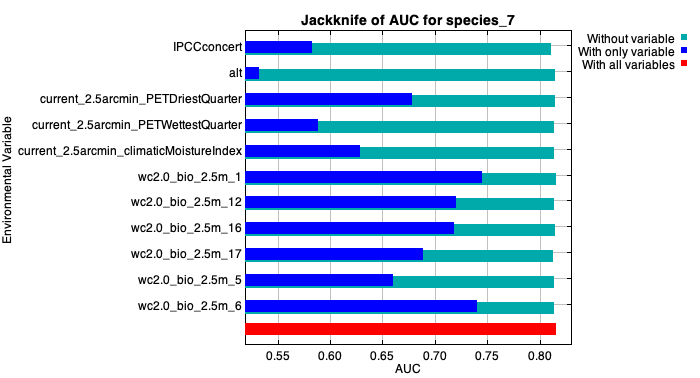 Jackknife of AUC for species_7
Without variable
With only variable
With all variables
Environmental Variable
IPCCconcert
alt
current_2.5arcmin_PETDriestQuarter
current_2.5arcmin_PETWettestQuarter
current_2.5arcmin_climaticMoistureIndex
wc2.0_bio_2.5m_1
wc2.0_bio_2.5m_12
wc2.0_bio_2.5m_16
wc2.0_bio_2.5m_17
wc2.0_bio_2.5m_5
wc2.0_bio_2.5m_6
0.55 0.60 0.65 0.70 0.75 0.80
AUC